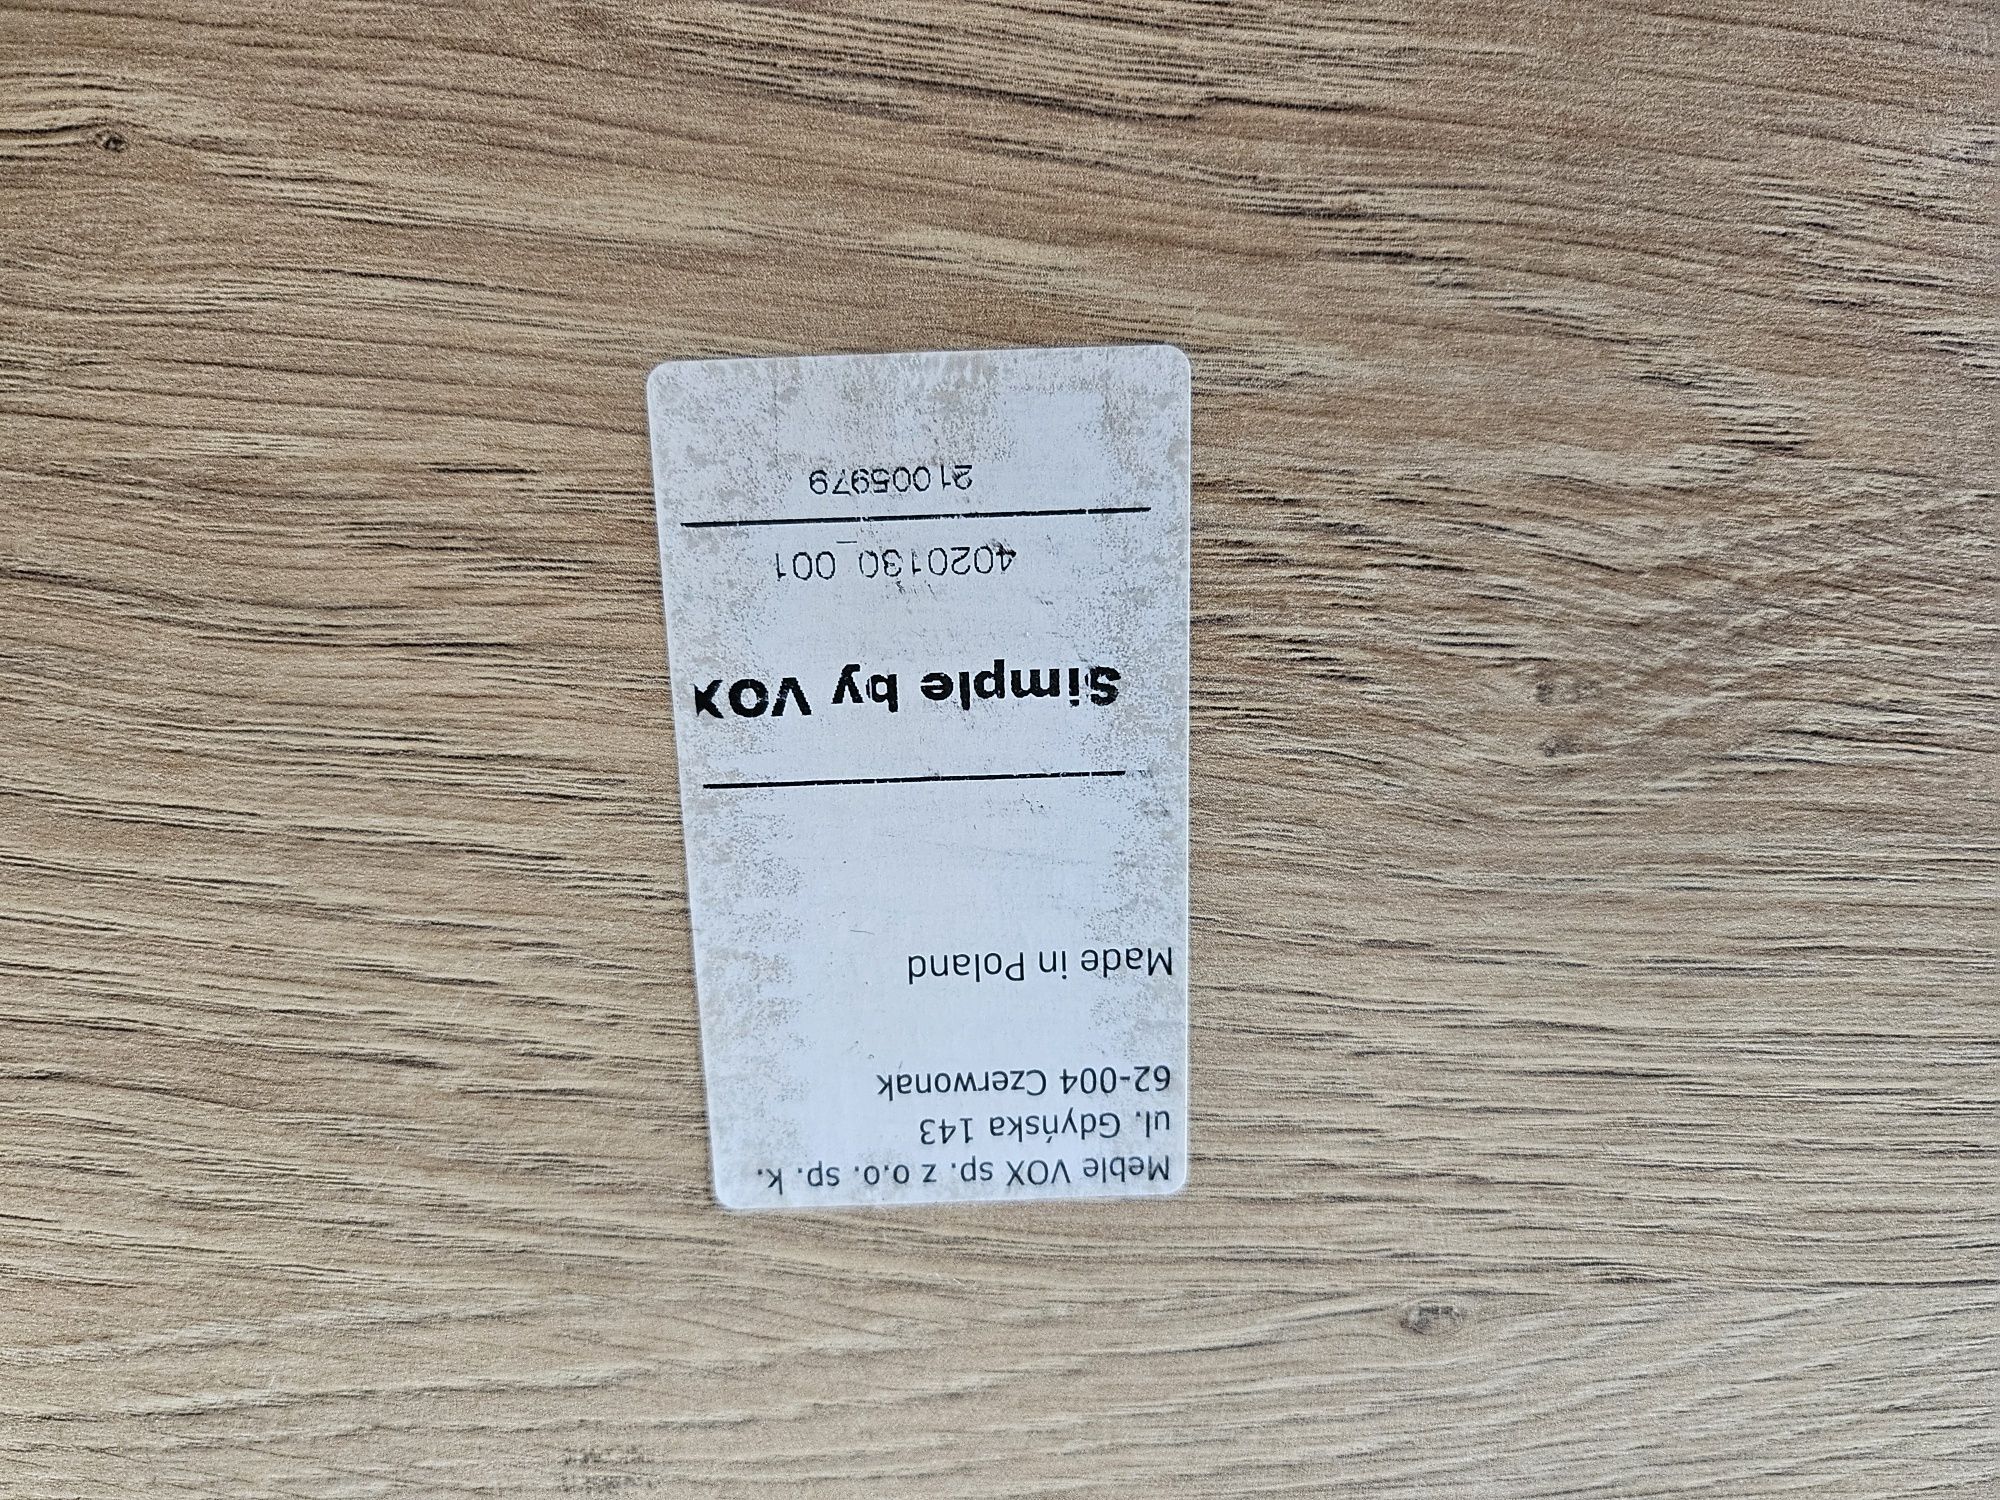 Meble VOX sp. z o.o. sp. k.
ul. Gdyńska 143
62-004 Czerwonak
Made in Poland
Simple by VOX
4020130_001
21005979